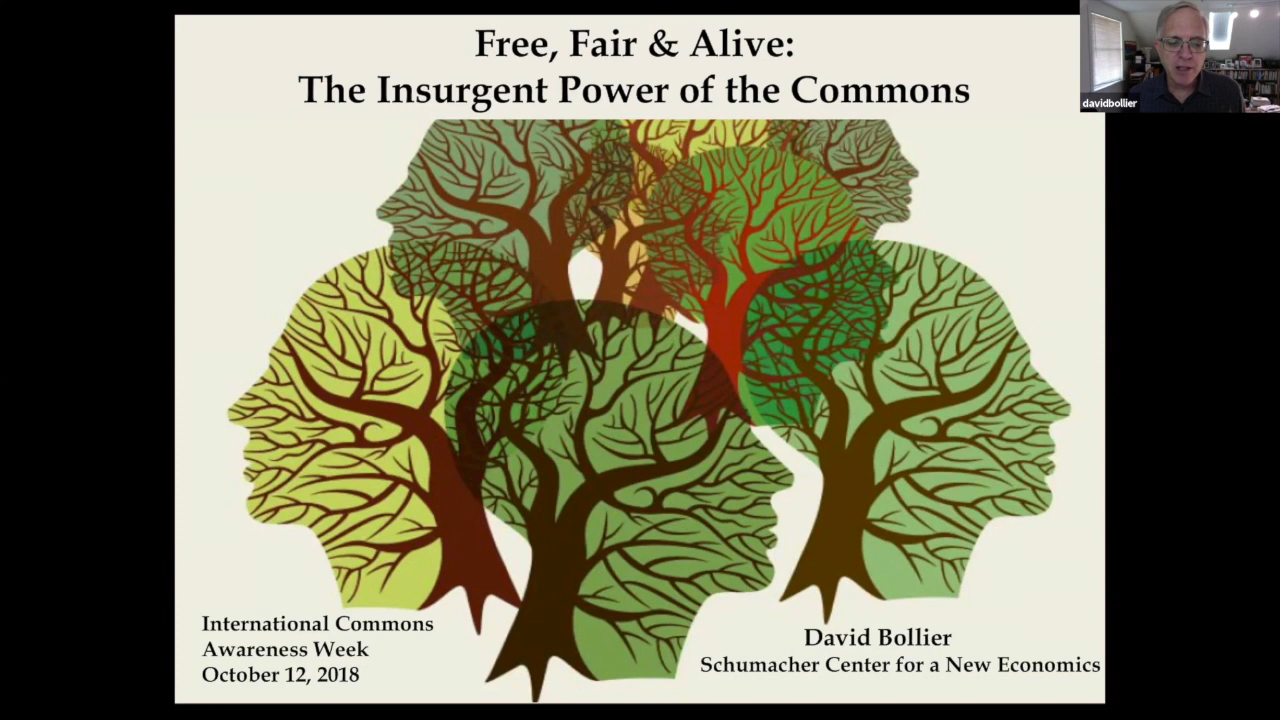 Free, Fair & Alive:
The Insurgent Power of the Commons
davidbollier
International Commons
Awareness Week
October 12, 2018
David Bollier
Schumacher Center for a New Economics